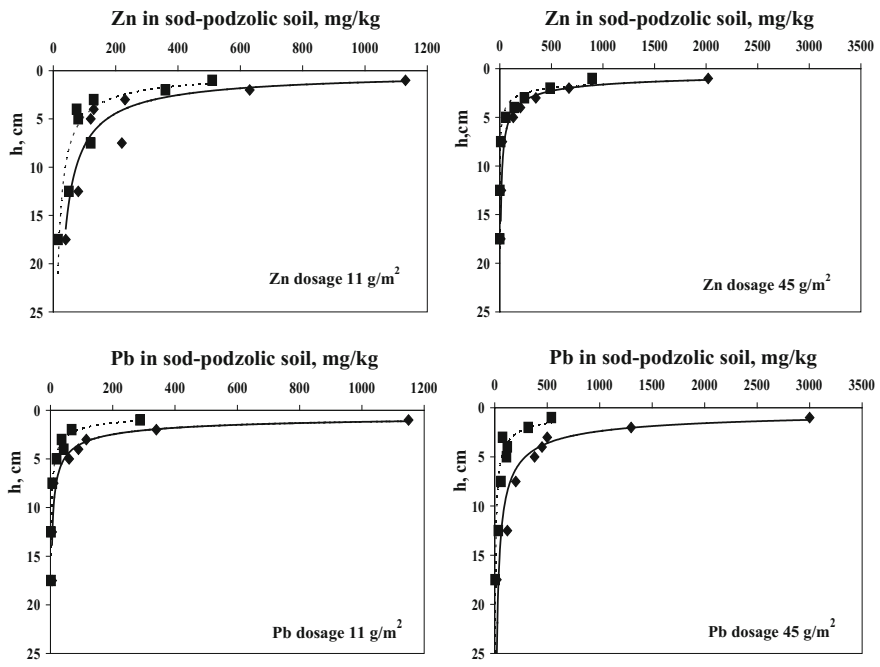 Zn in sod-podzolic soil, mg/kg
0 200 400 600 800 1000 1200
0
5
10
15
20
25
h, cm
Zn dosage 11 g/m²
Zn in sod-podzolic soil, mg/kg
0 500 1000 1500 2000 2500 3000 3500
0
5
10
15
20
25
h,cm
Zn dosage 45 g/m²
Pb in sod-podzolic soil, mg/kg
0 200 400 600 800 1000 1200
0
5
10
15
20
25
h, cm
Pb dosage 11 g/m²
Pb in sod-podzolic soil, mg/kg
0 500 1000 1500 2000 2500 3000 3500
0
5
10
15
20
25
h, cm
Pb dosage 45 g/m²